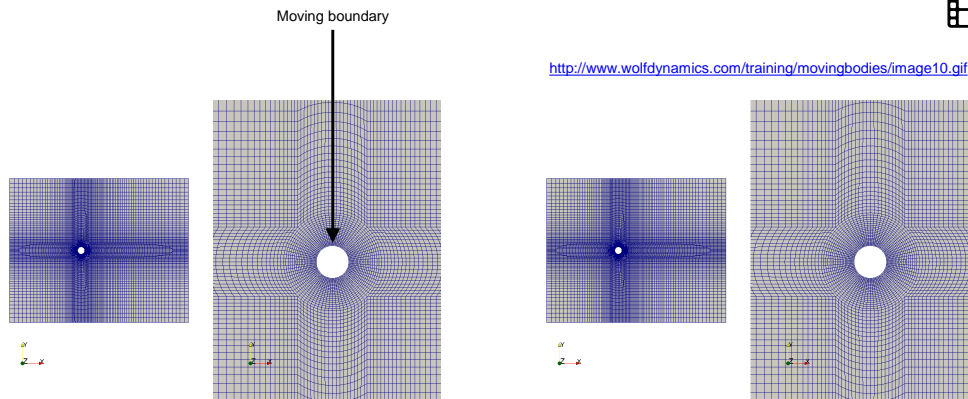 Moving boundary
http://www.wolfdynamics.com/training/movingbodies/image10.gif
Y
Z X
Y
Z X
Y
Z X
Y
Z X